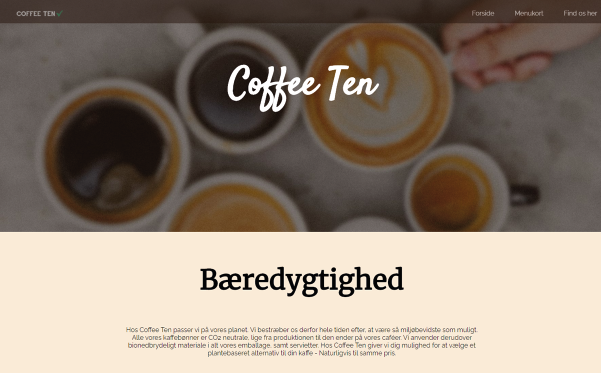 COFFEE TEN
Forside
Menukort
Find os her
Coffee Ten
Bæredygtighed
Hos Coffee Ten passer vi på vores planet. Vi bestræber os derfor hele tiden efter, at være så miljøbevidste som muligt.
Alle vores kaffebønner er CO2 neutrale, lige fra produktionen til den ender på vores caféer. Vi anvender derudover
bionedbrydeligt materiale i alt vores emballage, samt servietter. Hos Coffee Ten giver vi dig mulighed for at vælge et
plantebaseret alternativ til din kaffe - Naturligvis til samme pris.